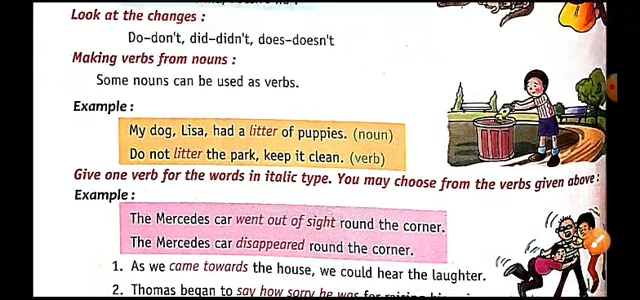 Look at the changes :
Do–don't, did–didn't, does–doesn't
Making verbs from nouns :
Some nouns can be used as verbs.
Example :
My dog, Lisa, had a litter of puppies. (noun)
Do not litter the park, keep it clean. (verb)
Give one verb for the words in italic type. You may choose from the verbs given above :
Example :
The Mercedes car went out of sight round the corner.
The Mercedes car disappeared round the corner.
1. As we came towards the house, we could hear the laughter.
2. Thomas began to say how sorry he was for